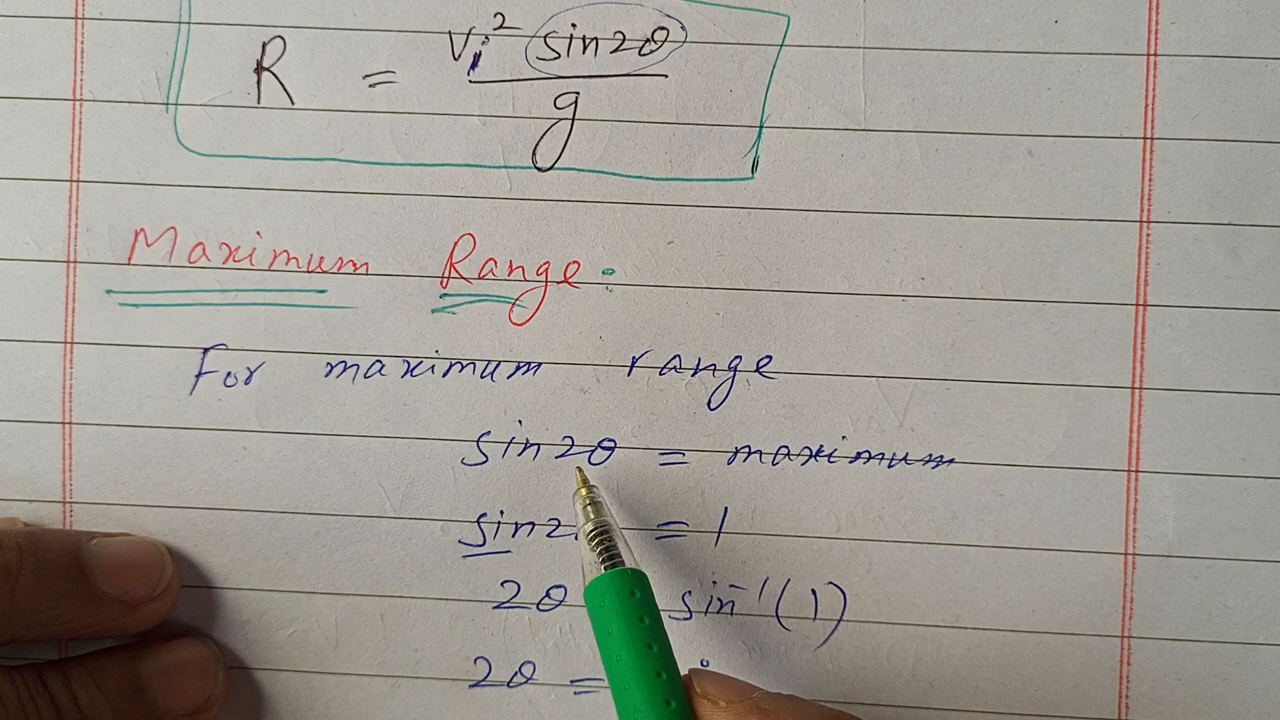 R = Vi² sin2θ / g
Maximum Range:
For maximum range
sin2θ = maximum
sin2 = 1
2θ sin⁻¹(1)
2θ =